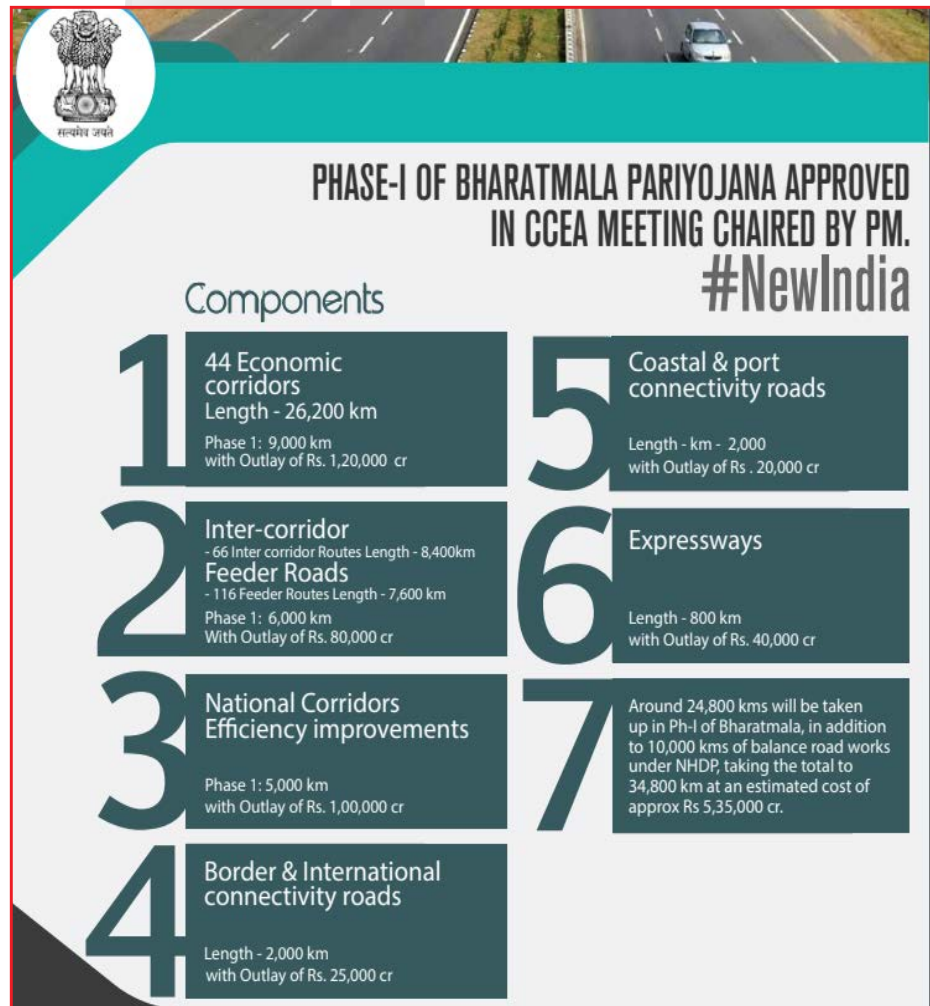 सत्यमेव जयते
PHASE-I OF BHARATMALA PARIYOJANA APPROVED
IN CCEA MEETING CHAIRED BY PM.
#NewIndia
Components
1
44 Economic
corridors
Length - 26,200 km
Phase 1: 9,000 km
with Outlay of Rs. 1,20,000 cr
2
Inter-corridor
- 66 Inter corridor Routes Length - 8,400km
Feeder Roads
- 116 Feeder Routes Length - 7,600 km
Phase 1: 6,000 km
With Outlay of Rs. 80,000 cr
3
National Corridors
Efficiency improvements
Phase 1: 5,000 km
with Outlay of Rs. 1,00,000 cr
4
Border & International
connectivity roads
Length - 2,000 km
with Outlay of Rs. 25,000 cr
5
Coastal & port
connectivity roads
Length - km - 2,000
with Outlay of Rs . 20,000 cr
6
Expressways
Length - 800 km
with Outlay of Rs. 40,000 cr
7
Around 24,800 kms will be taken
up in Ph-I of Bharatmala, in addition
to 10,000 kms of balance road works
under NHDP, taking the total to
34,800 km at an estimated cost of
approx Rs 5,35,000 cr.